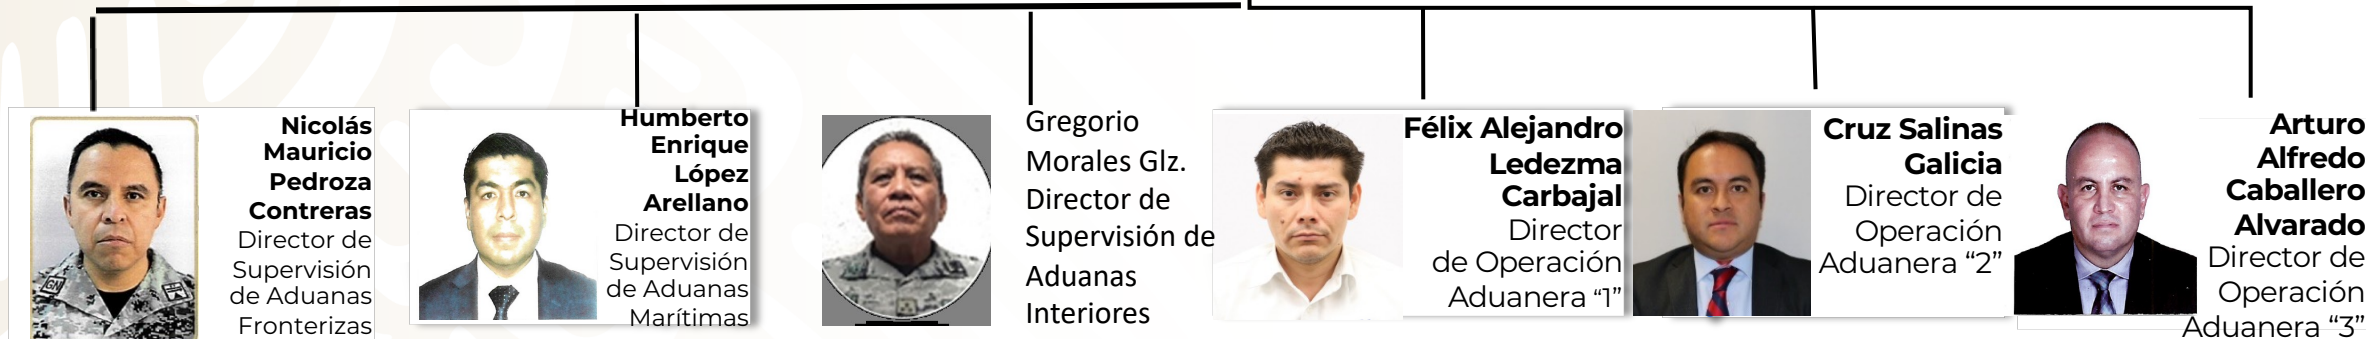 Nicolás
Mauricio
Pedroza
Contreras
Director de
Supervisión
de Aduanas
Fronterizas
Humberto
Enrique
López
Arellano
Director de
Supervisión
de Aduanas
Marítimas
Gregorio
Morales Glz.
Director de
Supervisión de
Aduanas
Interiores
Félix Alejandro
Ledezma
Carbajal
Director
de Operación
Aduanera “1”
Cruz Salinas
Galicia
Director de
Operación
Aduanera “2”
Arturo
Alfredo
Caballero
Alvarado
Director de
Operación
Aduanera “3”
GN